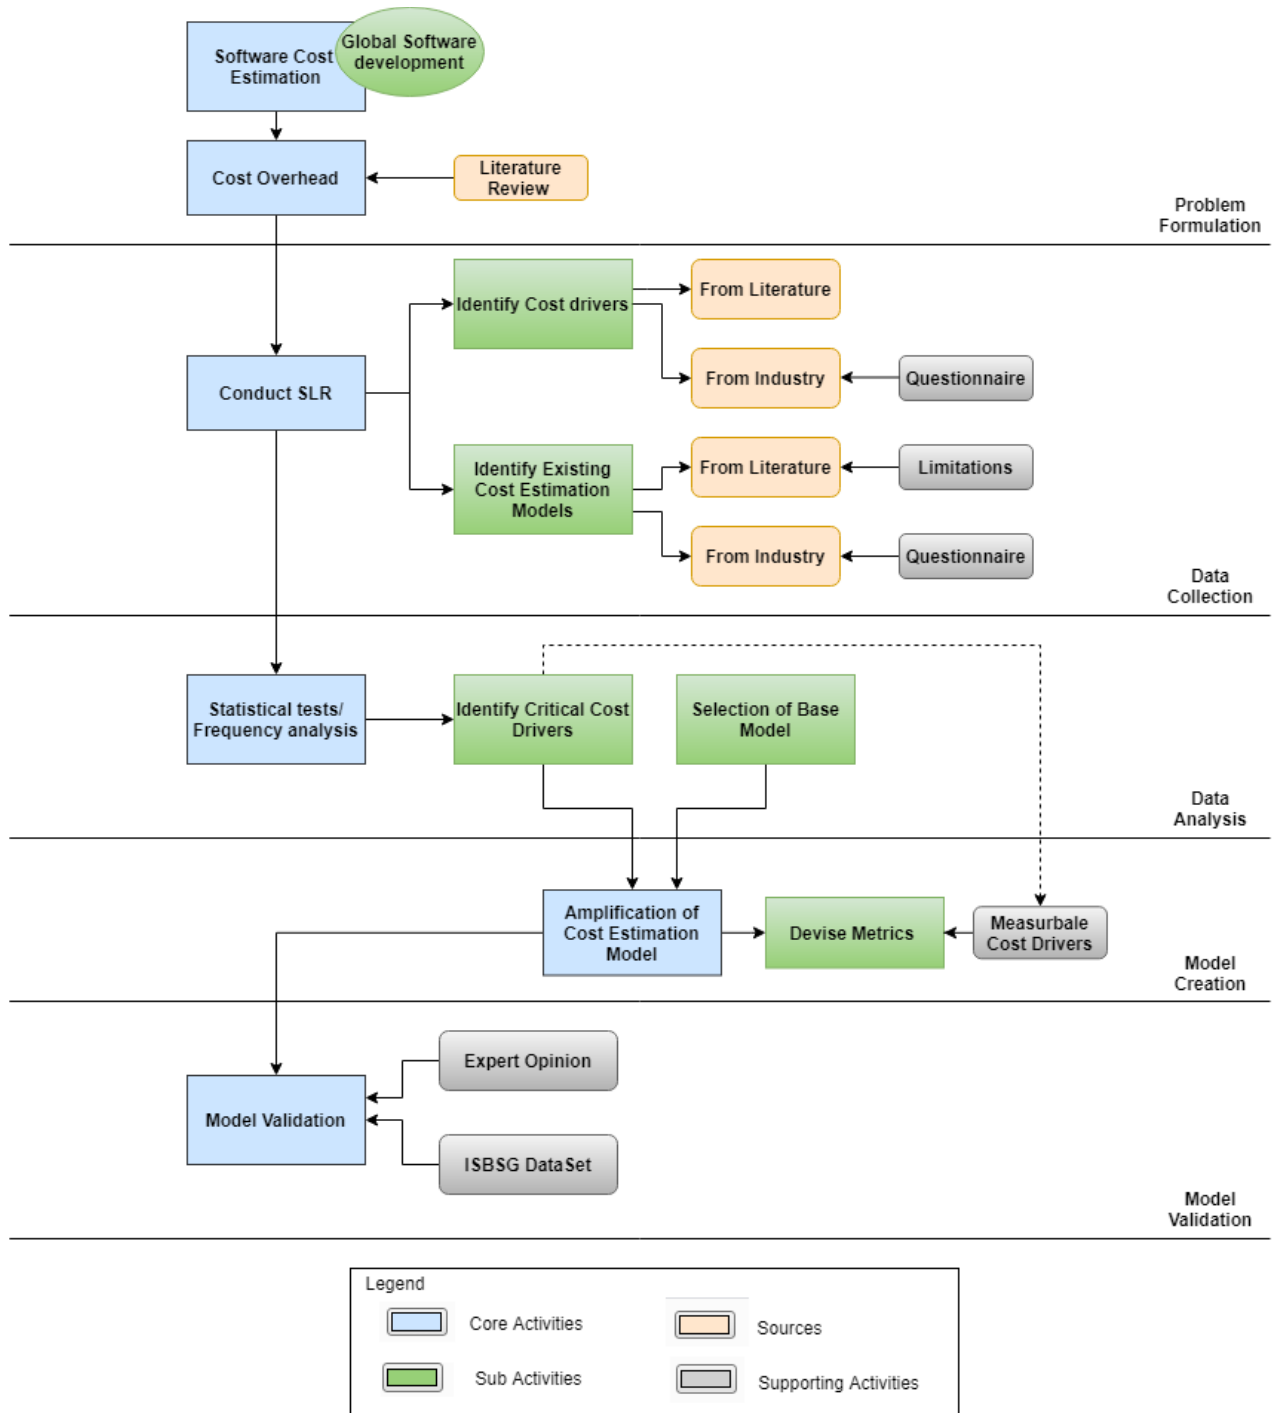 Software Cost
Estimation
Global Software
development
Cost Overhead
Literature
Review
Problem
Formulation
Identify Cost drivers
From Literature
From Industry
Questionnaire
Conduct SLR
Identify Existing
Cost Estimation
Models
From Literature
Limitations
From Industry
Questionnaire
Data
Collection
Statistical tests/
Frequency analysis
Identify Critical Cost
Drivers
Selection of Base
Model
Data
Analysis
Amplification of
Cost Estimation
Model
Devise Metrics
Measurbale
Cost Drivers
Model
Creation
Expert Opinion
Model Validation
ISBSG DataSet
Model
Validation
Legend
Core Activities
Sources
Sub Activities
Supporting Activities